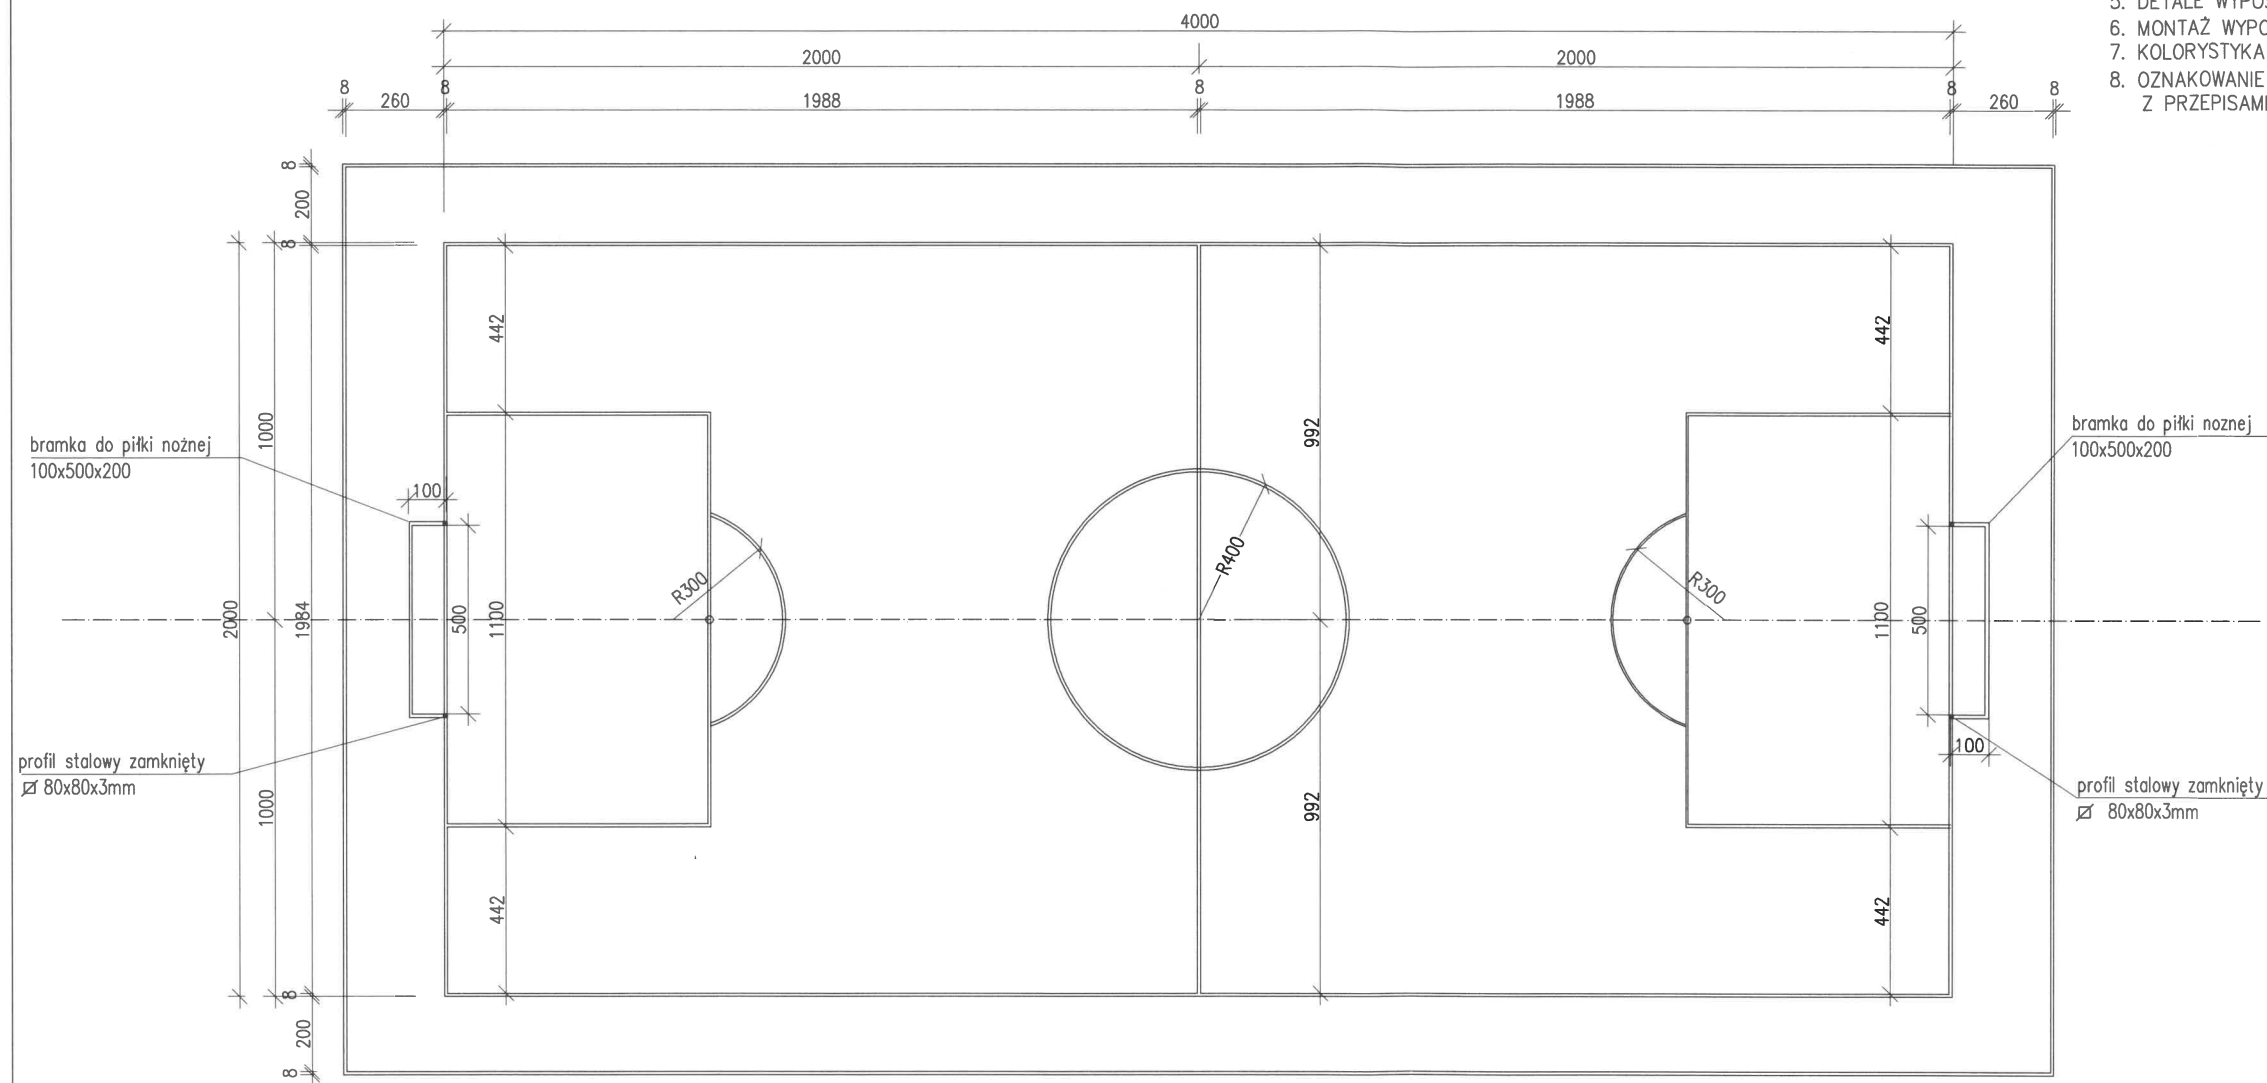 5. DETALE
6. MONTAŻ
7. KOLORYSTYKA
8. OZNAKOWANIE
Z PRZEPISAMI
4000
2000 2000
8 8 8 8 8
260 1988 1988 260
8
200
8
442 442
1000
992
bramka do piłki nożnej
100x500x200
bramka do piłki noznej
100x500x200
100
R400
R300 R300
2000 1984 500 1100 1100 500
100
profil stalowy zamknięty
80x80x3mm
profil stalowy zamknięty
80x80x3mm
1000
992
442 442
8
200
8